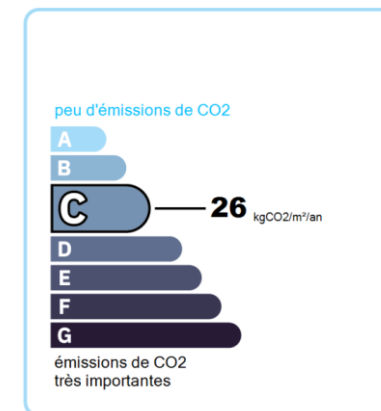 peu d'émissions de CO2
A
B
C 26 kgCO2/m²/an
D
E
F
G
émissions de CO2
très importantes